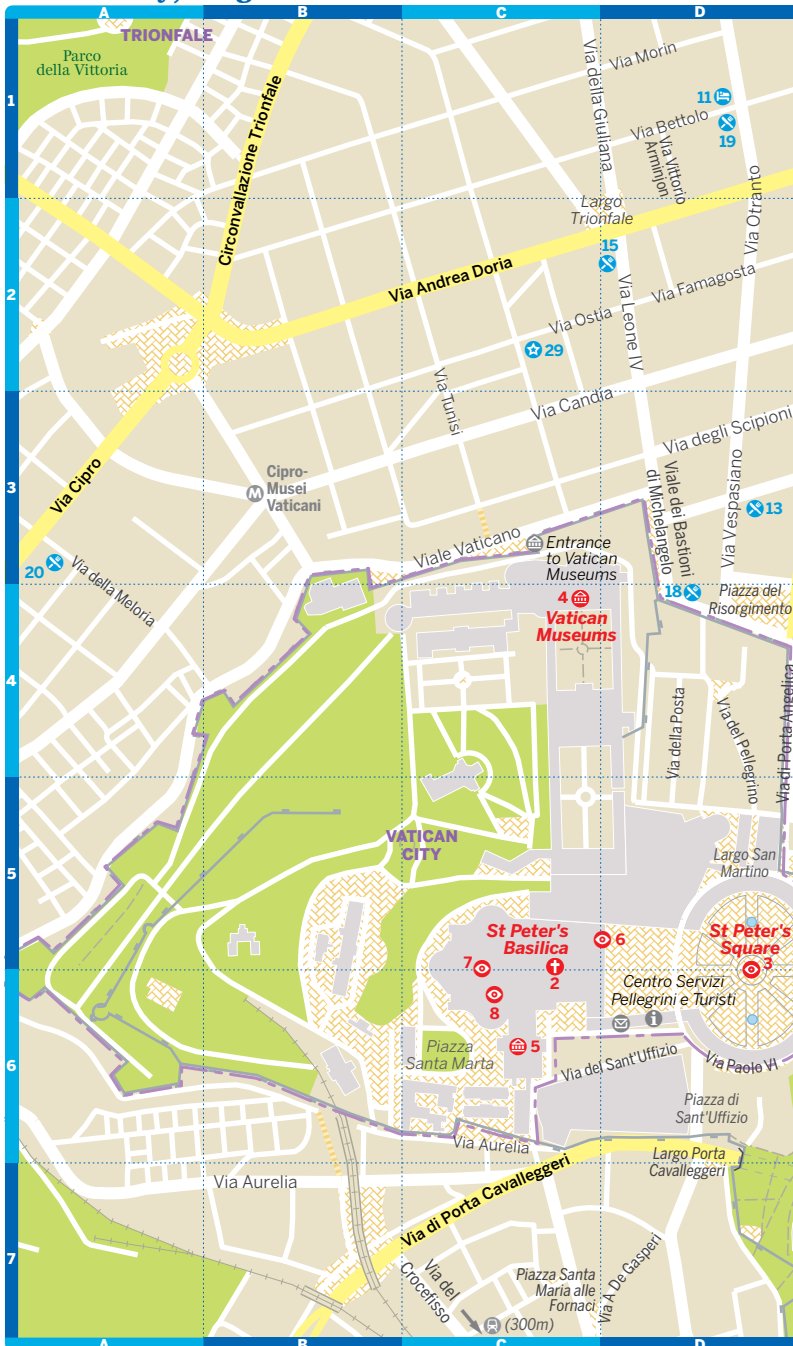 A
B
C
D
TRIONFALE
Parco
della Vittoria
1
Circonvallazione Trionfale
Via della Giuliana
Via Morin
11
Via Bettolo
19
Via Vittorio
Arminjon
Via Otranto
Largo
Trionfale
15
2
Via Andrea Doria
Via Leone IV
Via Famagosta
Via Ostia
29
Via Tunisi
Via Candia
Via degli Scipioni
3
Via Cipro
Cipro-
Musei
Vaticani
M
Viale dei Bastioni
di Michelangelo
Via Vespasiano
13
Viale Vaticano
Entrance
to Vatican
Museums
20
Via della Meloria
4
Vatican
Museums
18
Piazza del
Risorgimento
4
Via della Posta
Via del Pellegrino
Via di Porta Angelica
VATICAN
CITY
5
Largo San
Martino
St Peter's
Basilica
6
St Peter's
Square
3
7
2
8
Centro Servizi
Pellegrini e Turisti
i
5
Piazza
Santa Marta
6
Via del Sant'Uffizio
Via Paolo VI
Piazza di
Sant'Uffizio
Via Aurelia
Largo Porta
Cavalleggeri
Via Aurelia
Via di Porta Cavalleggeri
7
Via del
Crocefisso
Piazza Santa
Maria alle
Fornaci
Via A De Gasperi
(300m)
A
B
C
D